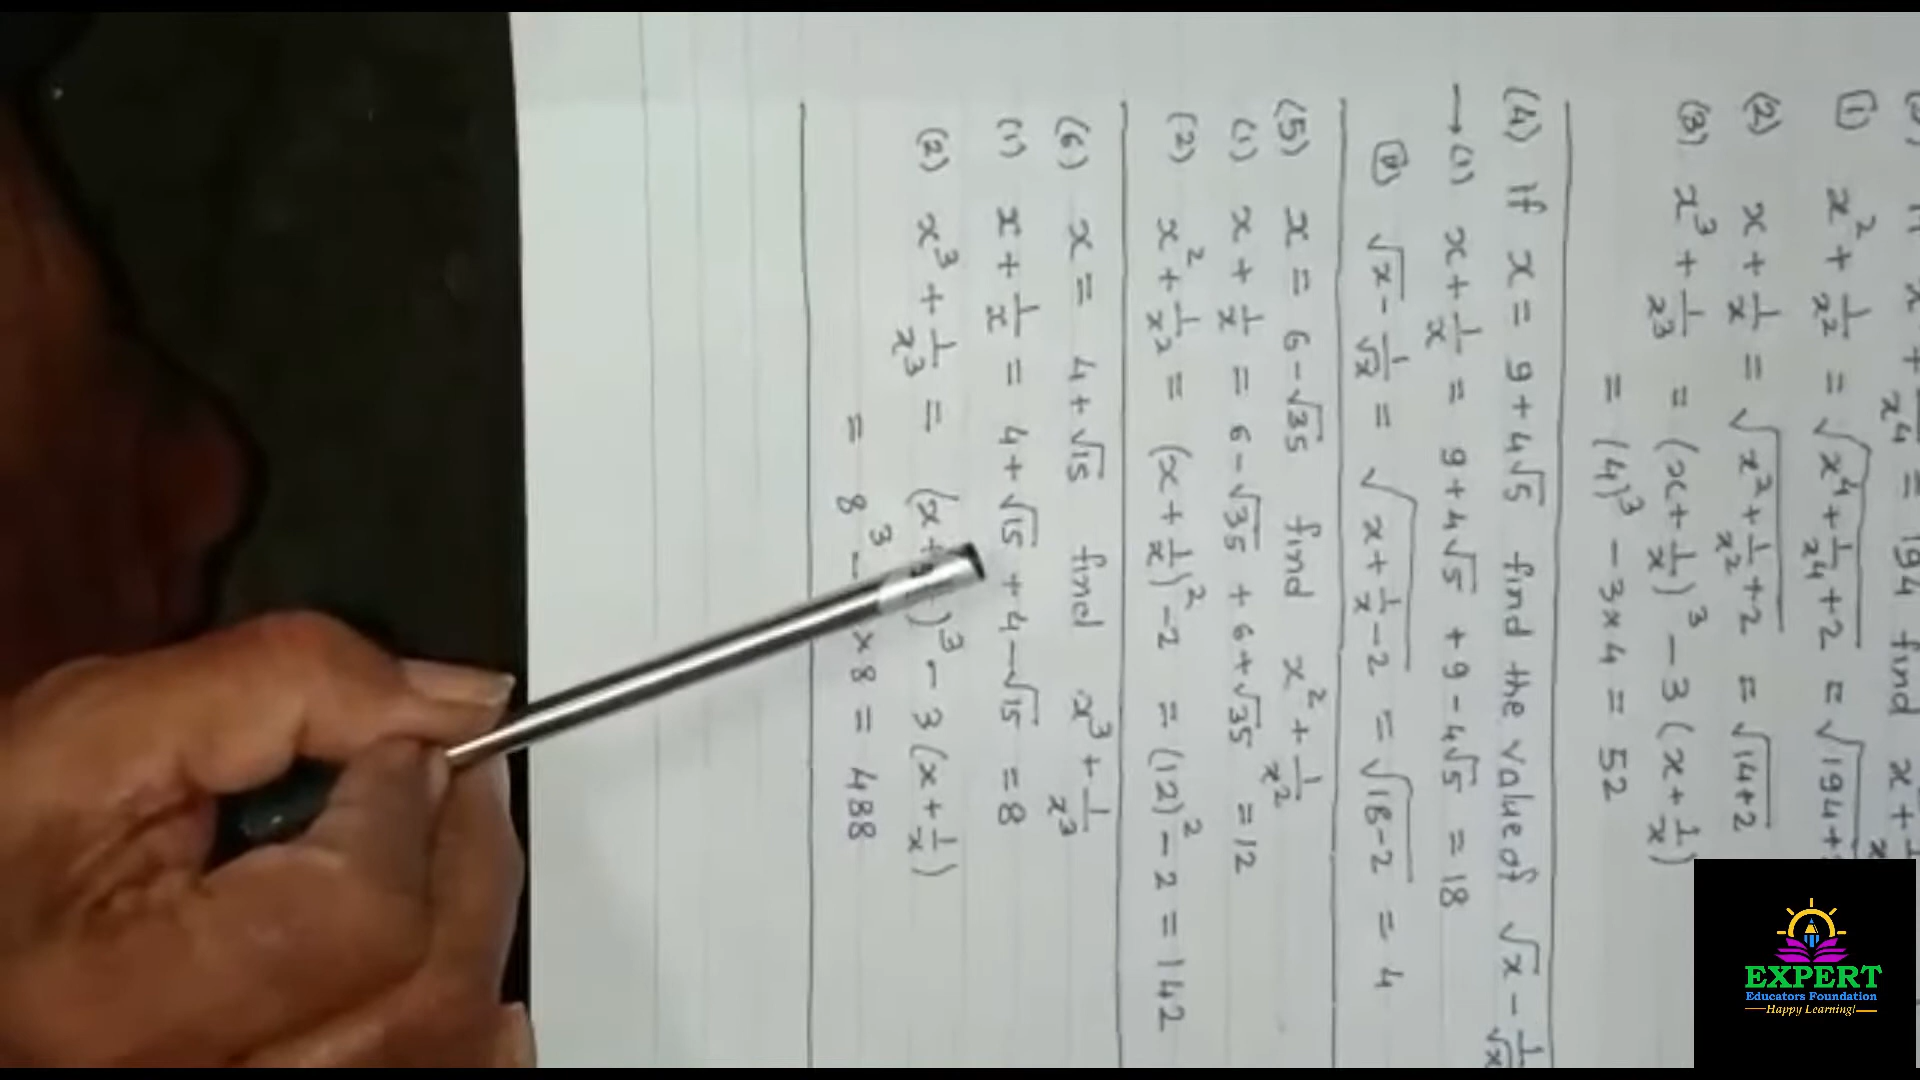 x⁴ + 1/x⁴ = 194 find x + 1/x
[1] x² + 1/x² = √(x⁴ + 1/x⁴ + 2) = √194+
(2) x + 1/x = √(x² + 1/x² + 2) = √14+2
(3) x³ + 1/x³ = (x + 1/x)³ - 3 (x + 1/x)
= (4)³ - 3×4 = 52
(4) If x = 9 + 4√5 find the value of √x - 1/√x
→ (1) x + 1/x = 9 + 4√5 + 9 - 4√5 = 18
√x - 1/√x = √(x + 1/x - 2) = √18-2 = 4
(5) x = 6 - √35 find x² + 1/x²
(1) x + 1/x = 6 - √35 + 6 + √35 = 12
(2) x² + 1/x² = (x + 1/x)² - 2 = (12)² - 2 = 142
(6) x = 4 + √15 find x³ + 1/x³
(1) x + 1/x = 4 + √15 + 4 - √15 = 8
(2) x³ + 1/x³ = (x + )³ - 3 (x + 1/x)
= 8³ - ×8 = 488
EXPERT
Educators Foundation
Happy Learning!